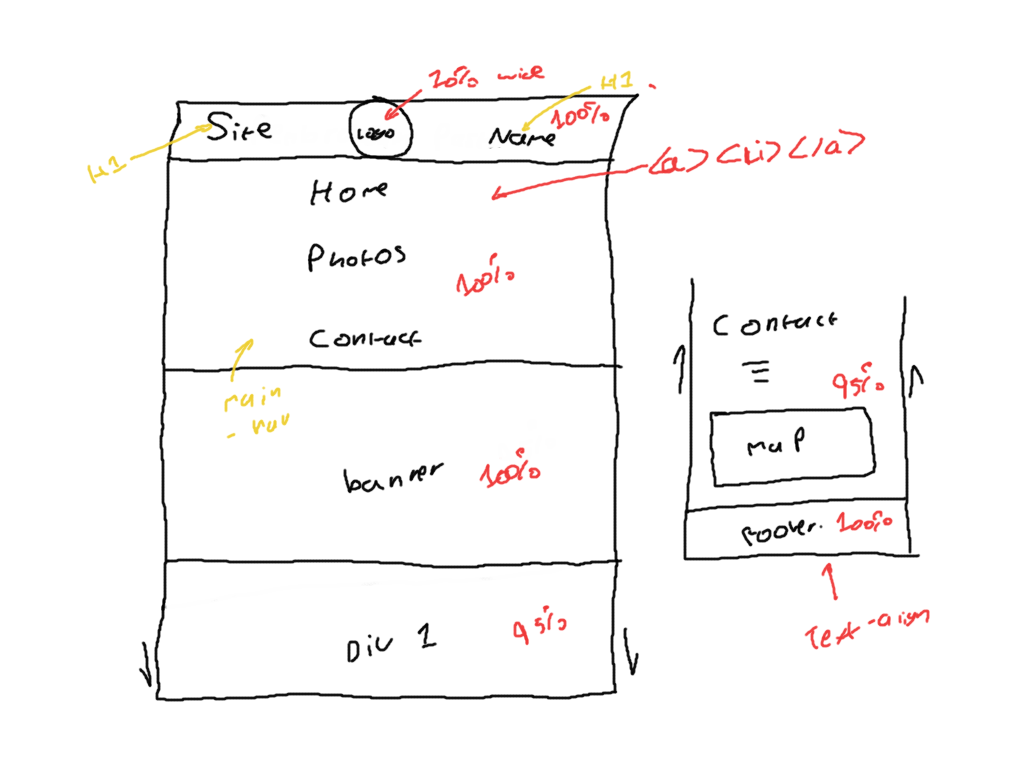 20% wide
H1
Site
LOGO
Name
100%
H1
<a> <Li> </a>
Home
Photos
100%
Contact
main
- nav
banner
100%
Div 1
95%
Contact
95%
map
footer.
100%
Text-align